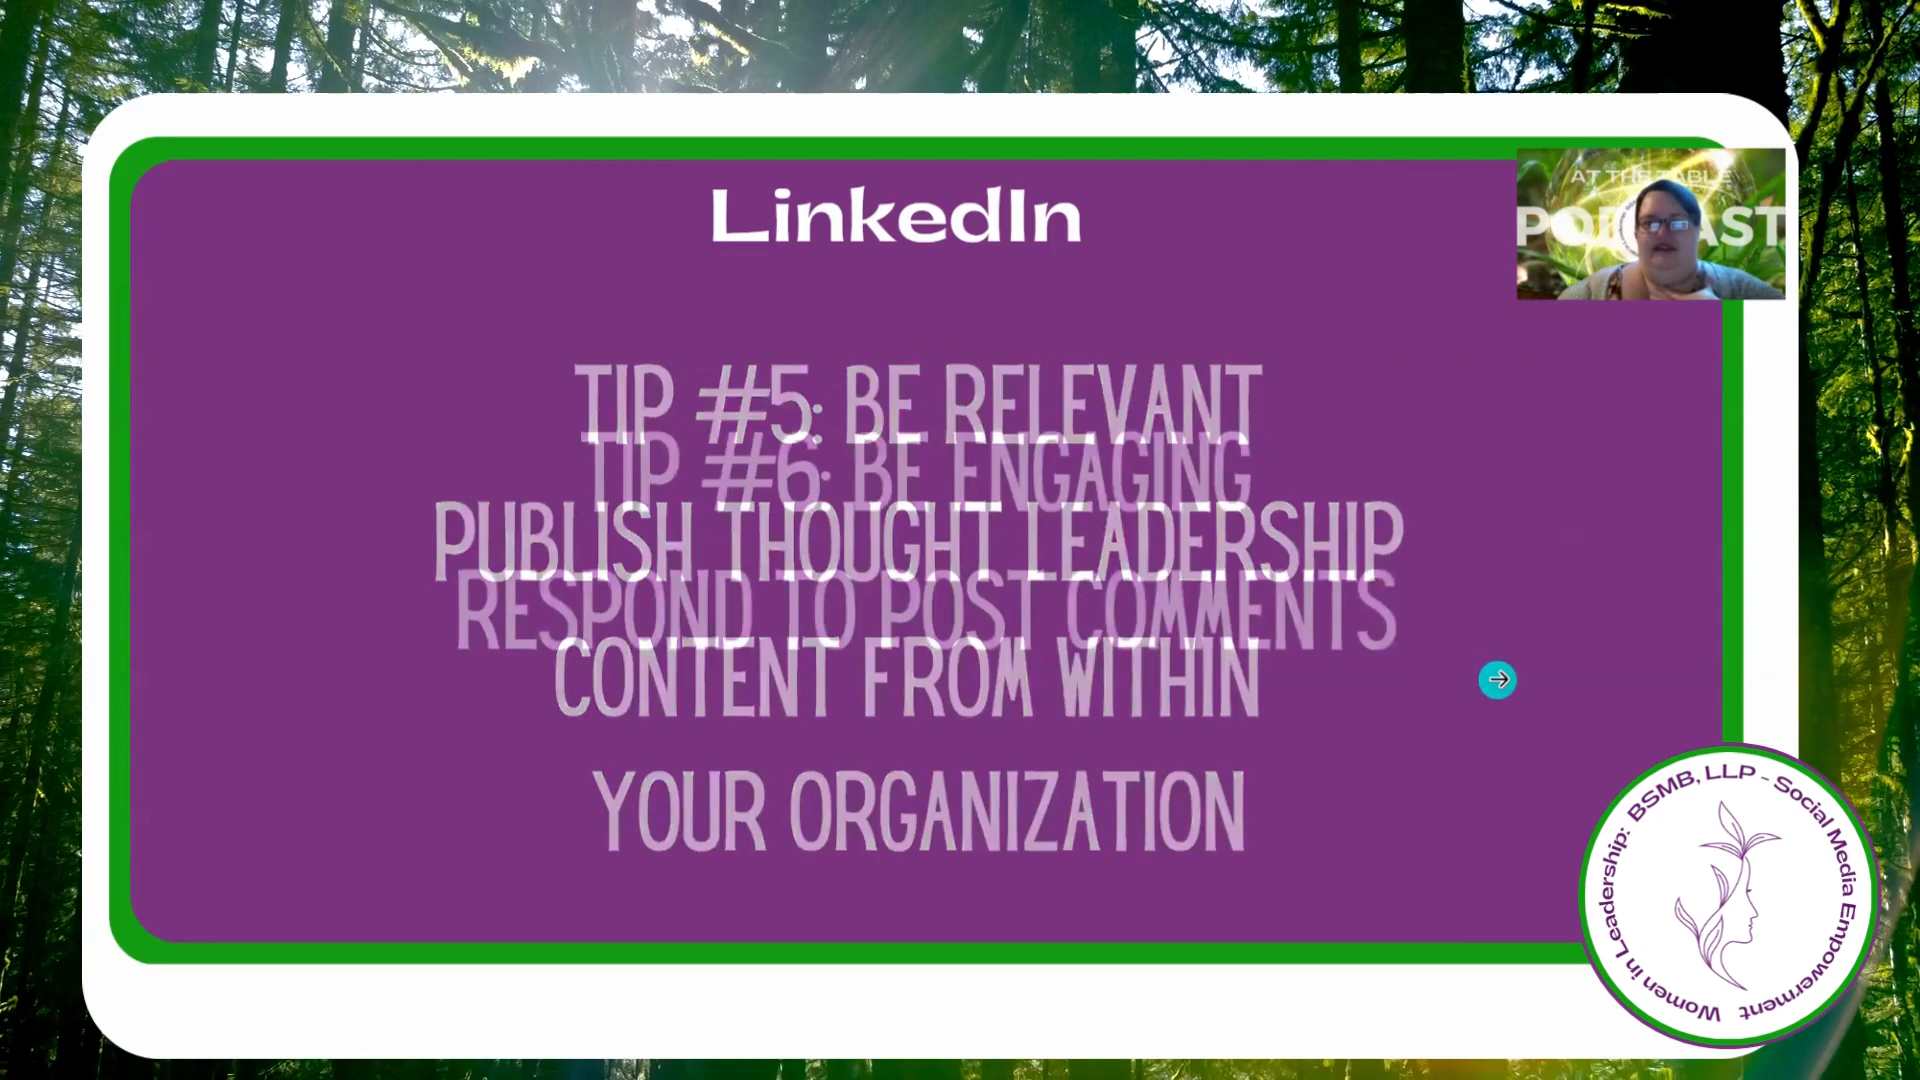 LinkedIn
AT THE TABLE
TIP #5: BE RELEVANT
TIP #6: BE ENGAGING
PUBLISH THOUGHT LEADERSHIP
RESPOND TO POST COMMENTS
CONTENT FROM WITHIN
YOUR ORGANIZATION
Women in Leadership: BSMB, LLP - Social Media Empowerment